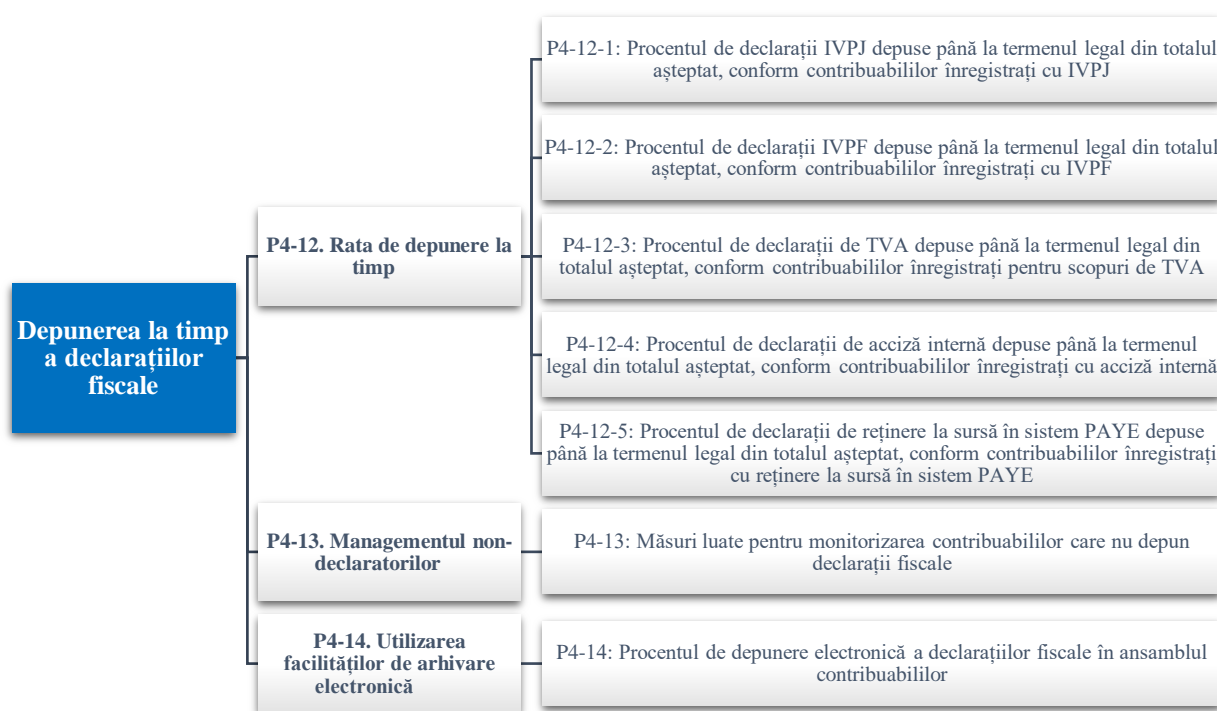 Depunerea la timp
a declarațiilor
fiscale
P4-12. Rata de depunere la
timp
P4-12-1: Procentul de declarații IVPJ depuse până la termenul legal din totalul
așteptat, conform contribuabililor înregistrați cu IVPJ
P4-12-2: Procentul de declarații IVPF depuse până la termenul legal din totalul
așteptat, conform contribuabililor înregistrați cu IVPF
P4-12-3: Procentul de declarații de TVA depuse până la termenul legal din
totalul așteptat, conform contribuabililor înregistrați pentru scopuri de TVA
P4-12-4: Procentul de declarații de acciză internă depuse până la termenul
legal din totalul așteptat, conform contribuabililor înregistrați cu acciză internă
P4-12-5: Procentul de declarații de reținere la sursă în sistem PAYE depuse
până la termenul legal din totalul așteptat, conform contribuabililor înregistrați
cu reținere la sursă în sistem PAYE
P4-13. Managementul non-
declaratorilor
P4-13: Măsuri luate pentru monitorizarea contribuabililor care nu depun
declarații fiscale
P4-14. Utilizarea
facilităților de arhivare
electronică
P4-14: Procentul de depunere electronică a declarațiilor fiscale în ansamblul
contribuabililor